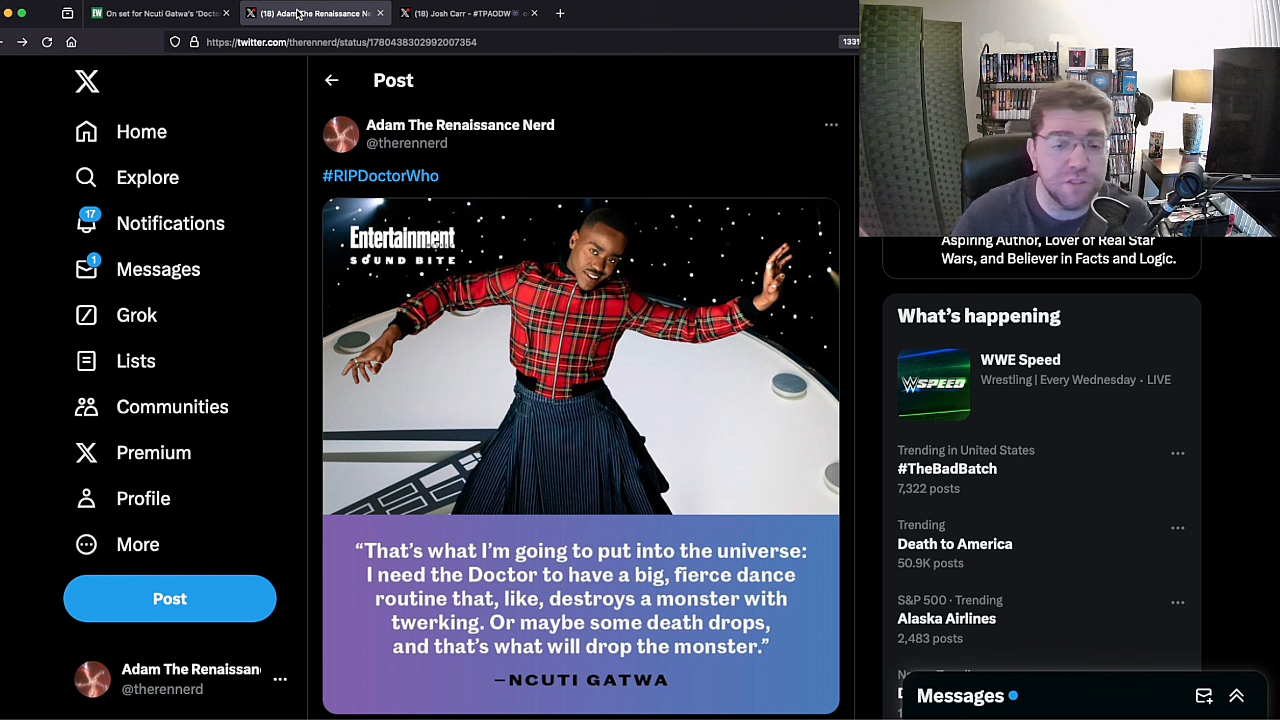 On set for Ncuti Gatwa's 'Docto
(18) Adam The Renaissance Ne
(18) Josh Carr - #TPAODW
https://twitter.com/therennerd/status/1780438302992007354
133%
Home
Explore
17
Notifications
1
Messages
Grok
Lists
Communities
Premium
Profile
More
Post
Adam The Renaissan
@therennerd
Post
Adam The Renaissance Nerd
@therennerd
#RIPDoctorWho
Entertainment
SOUND BITE
“That’s what I’m going to put into the universe:
I need the Doctor to have a big, fierce dance
routine that, like, destroys a monster with
twerking. Or maybe some death drops,
and that’s what will drop the monster.”
—NCUTI GATWA
Aspiring Author, Lover of Real Star
Wars, and Believer in Facts and Logic.
What’s happening
SPEED
WWE Speed
Wrestling | Every Wednesday · LIVE
Trending in United States
#TheBadBatch
7,322 posts
Trending
Death to America
50.9K posts
S&P 500 · Trending
Alaska Airlines
2,483 posts
Messages